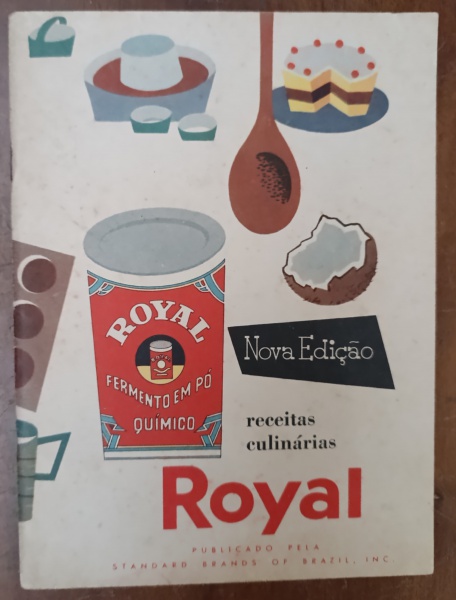 ROYAL
FERMENTO EM PÓ
QUÍMICO
Nova Edição
receitas
culinárias
Royal
PUBLICADO PELA
STANDARD BRANDS OF BRAZIL, INC.